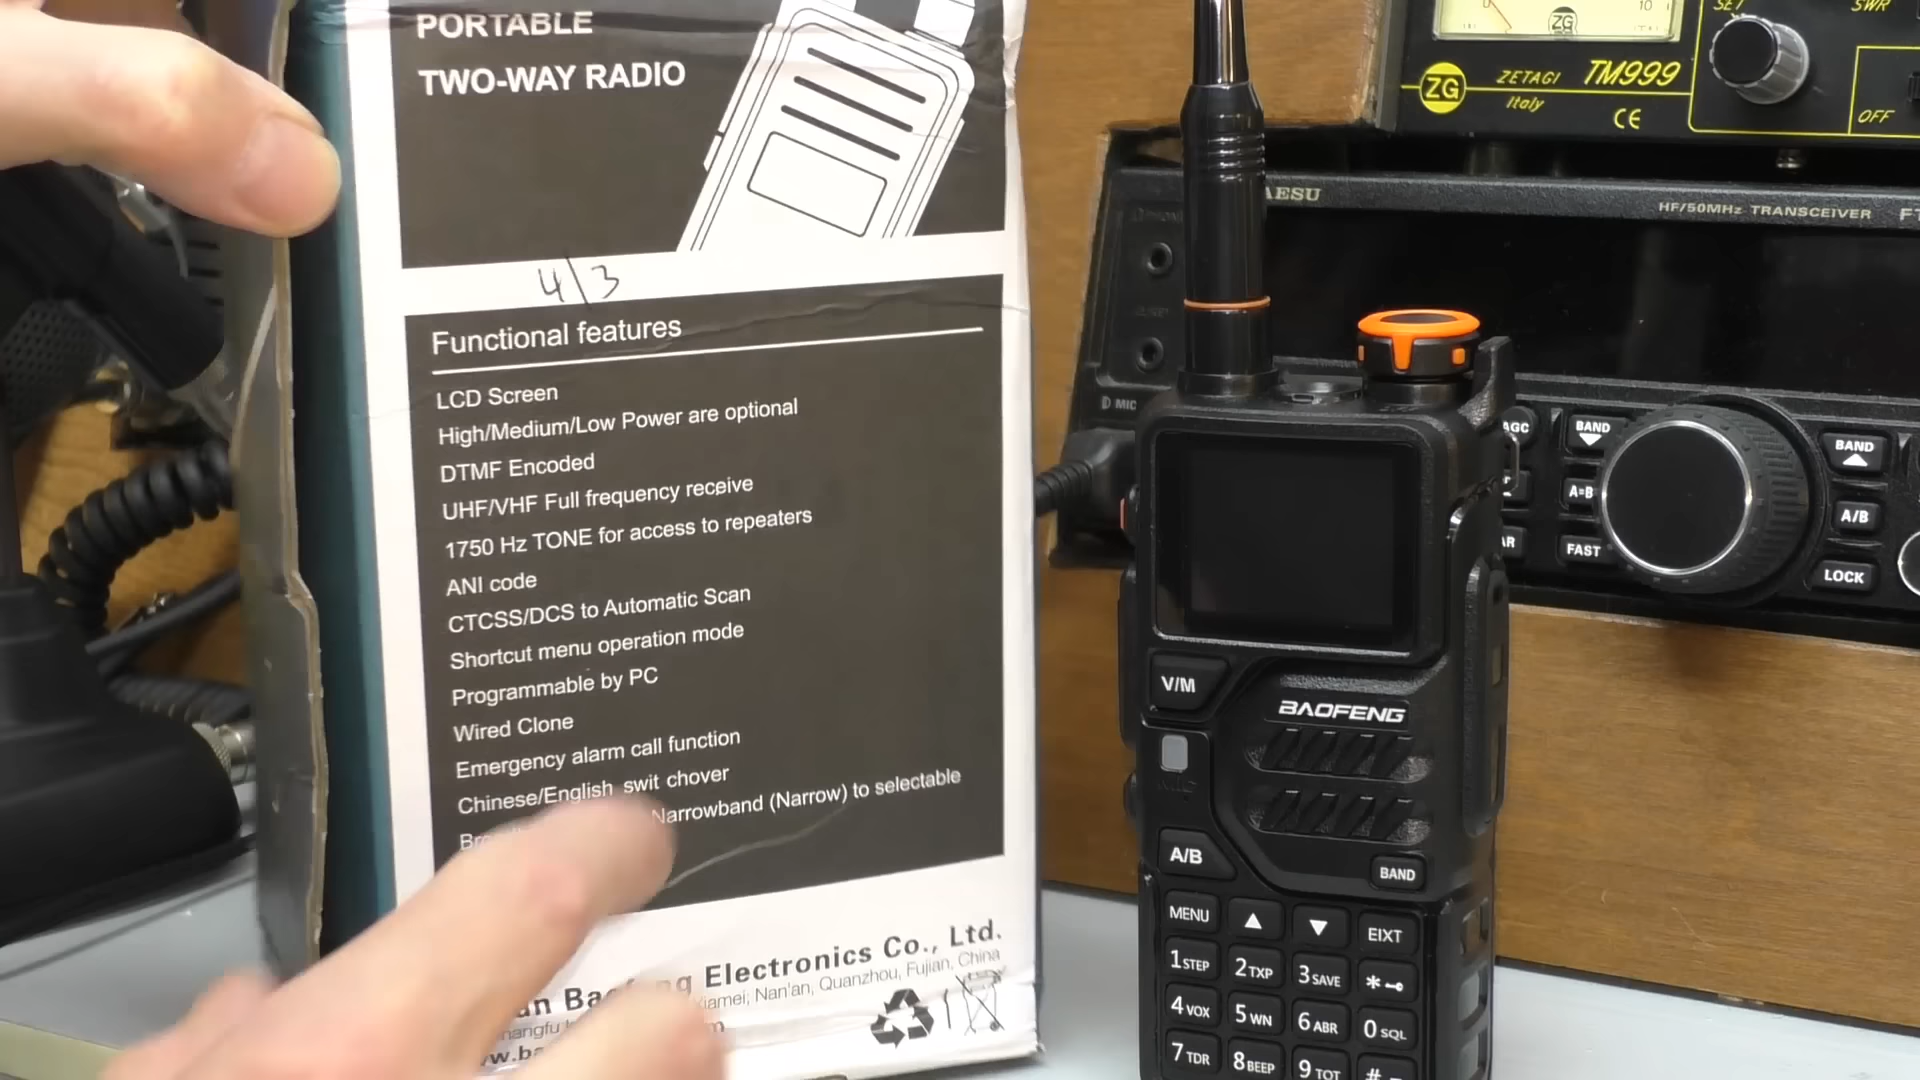 PORTABLE
TWO-WAY RADIO
4/3
Functional features
LCD Screen
High/Medium/Low Power are optional
DTMF Encoded
UHF/VHF Full frequency receive
1750 Hz TONE for access to repeaters
ANI code
CTCSS/DCS to Automatic Scan
Shortcut menu operation mode
Programmable by PC
Wired Clone
Emergency alarm call function
Chinese/English swit chover
Narrowband (Narrow) to selectable
Electronics Co., Ltd.
Nan'an, Quanzhou, Fujian, China
ZG
10
SET
SWR
ZG ZETAGI TM999
Italy
CE
OFF
AESU
HF/50MHz TRANSCEIVER
MIC
AGC
BAND
BAND
A=B
A/B
FAST
LOCK
V/M
BAOFENG
A/B
BAND
MENU ▲ ▼ EIXT
1 STEP 2 TXP 3 SAVE *
4 VOX 5 WN 6 ABR 0 SQL
7 TDR 8 BEEP 9 TOT #